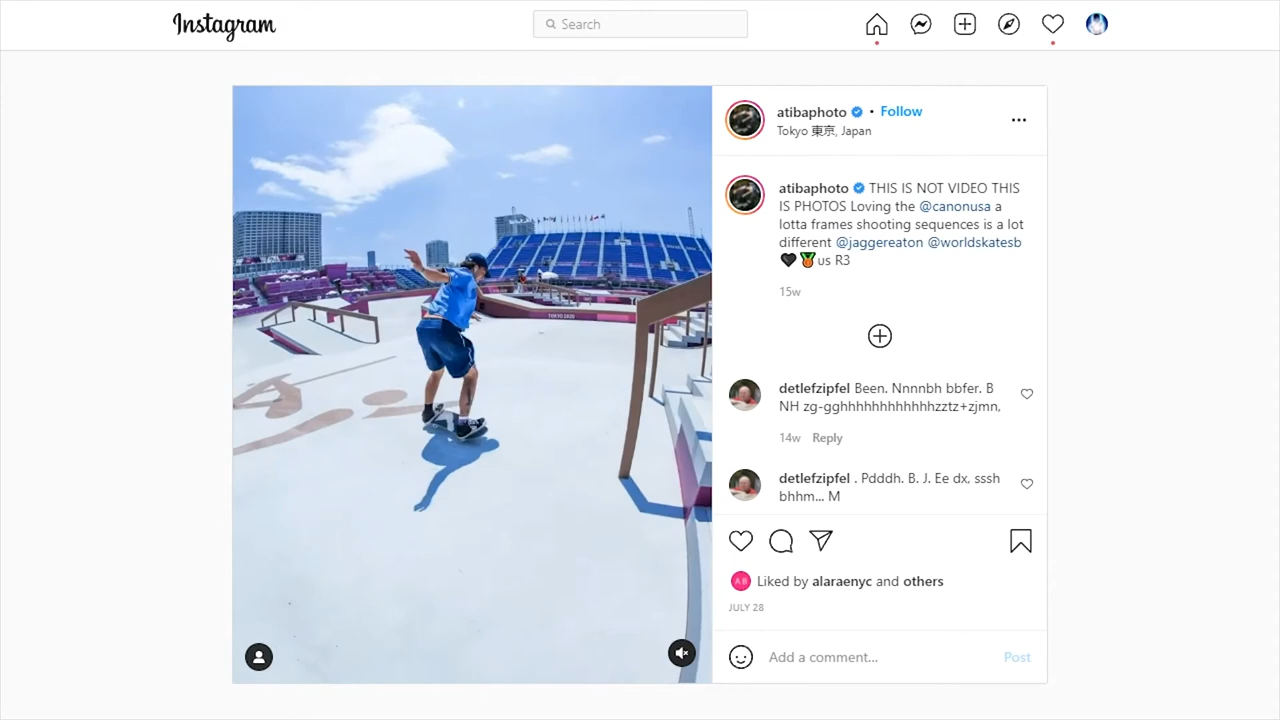 Instagram
Search
TOKYO 2020
atibaphoto • Follow
Tokyo 東京, Japan
atibaphoto THIS IS NOT VIDEO THIS
IS PHOTOS Loving the @canonusa a
lotta frames shooting sequences is a lot
different @jaggereaton @worldskatesb
🖤🏅us R3
15w
detlefzipfel Been. Nnnnbh bbfer. B
NH zg-gghhhhhhhhhhhhzztz+zjmn,
14w Reply
detlefzipfel . Pdddh. B. J. Ee dx, sssh
bhhm... M
AB
Liked by alaraenyc and others
JULY 28
Add a comment... Post